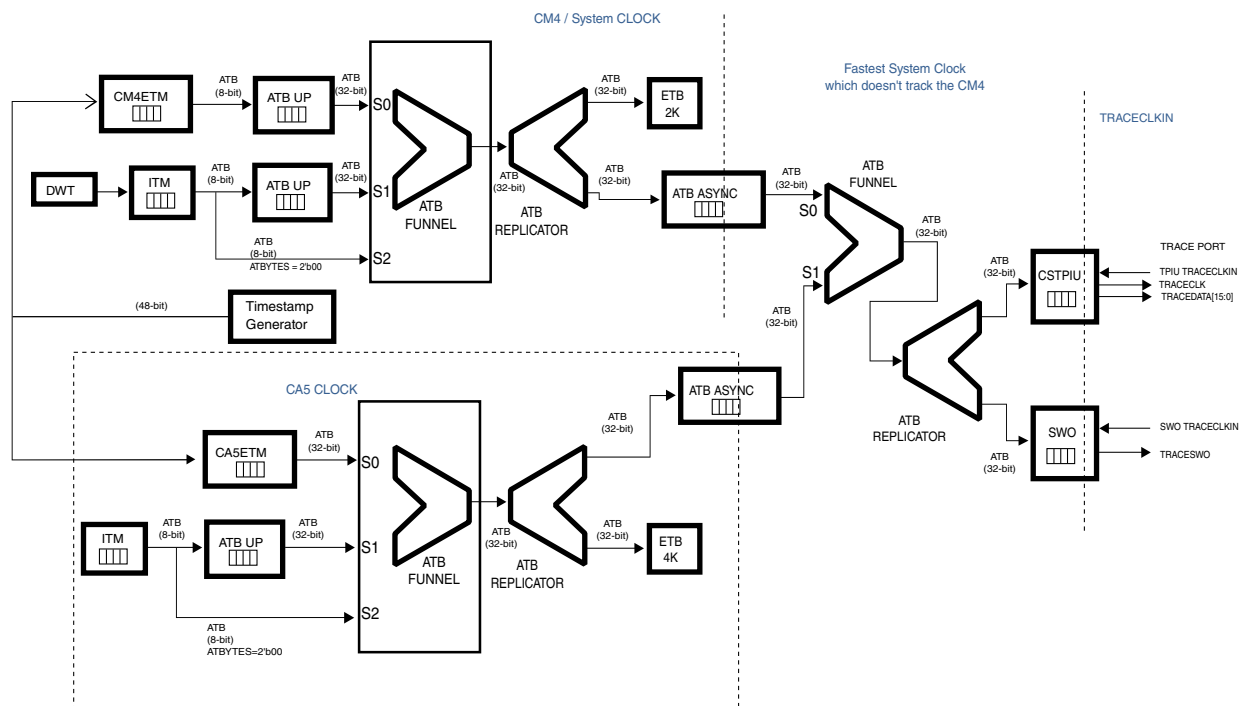 CM4 / System CLOCK
Fastest System Clock
which doesn't track the CM4
TRACECLKIN
CM4ETM
ATB
(8-bit)
ATB UP
ATB
(32-bit)
S0
ATB
(32-bit)
ETB
2K
DWT
ITM
ATB
(8-bit)
ATB UP
ATB
(32-bit)
S1
ATB
FUNNEL
ATB
(32-bit)
ATB
REPLICATOR
ATB
(32-bit)
ATB ASYNC
ATB
(32-bit)
S0
ATB
FUNNEL
ATB
(32-bit)
ATB
(8-bit)
ATBYTES = 2'b00
S2
S1
(48-bit)
Timestamp
Generator
ATB
(32-bit)
ATB
(32-bit)
CSTPIU
TRACE PORT
TPIU TRACECLKIN
TRACECLK
TRACEDATA[15:0]
CA5 CLOCK
ATB ASYNC
ATB
(32-bit)
ATB
REPLICATOR
ATB
(32-bit)
SWO
SWO TRACECLKIN
TRACESWO
CA5ETM
ATB
(32-bit)
S0
ITM
ATB
(8-bit)
ATB UP
ATB
(32-bit)
S1
ATB
FUNNEL
ATB
(32-bit)
ATB
REPLICATOR
ATB
(32-bit)
ETB
4K
S2
ATB
(8-bit)
ATBYTES=2'b00